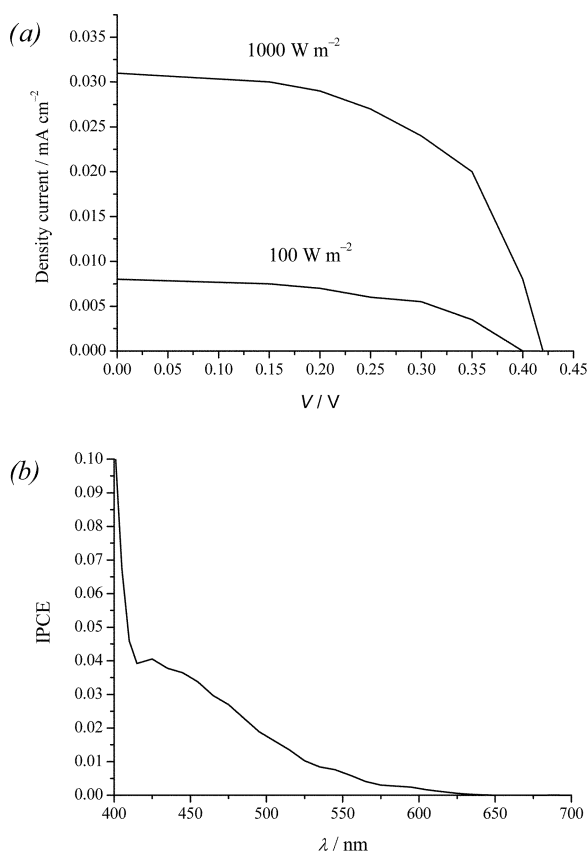 (a)
1000 W m⁻²
100 W m⁻²
Density current / mA cm⁻²
0.035
0.030
0.025
0.020
0.015
0.010
0.005
0.000
0.00 0.05 0.10 0.15 0.20 0.25 0.30 0.35 0.40 0.45
V / V
(b)
IPCE
0.10
0.09
0.08
0.07
0.06
0.05
0.04
0.03
0.02
0.01
0.00
400 450 500 550 600 650 700
λ / nm